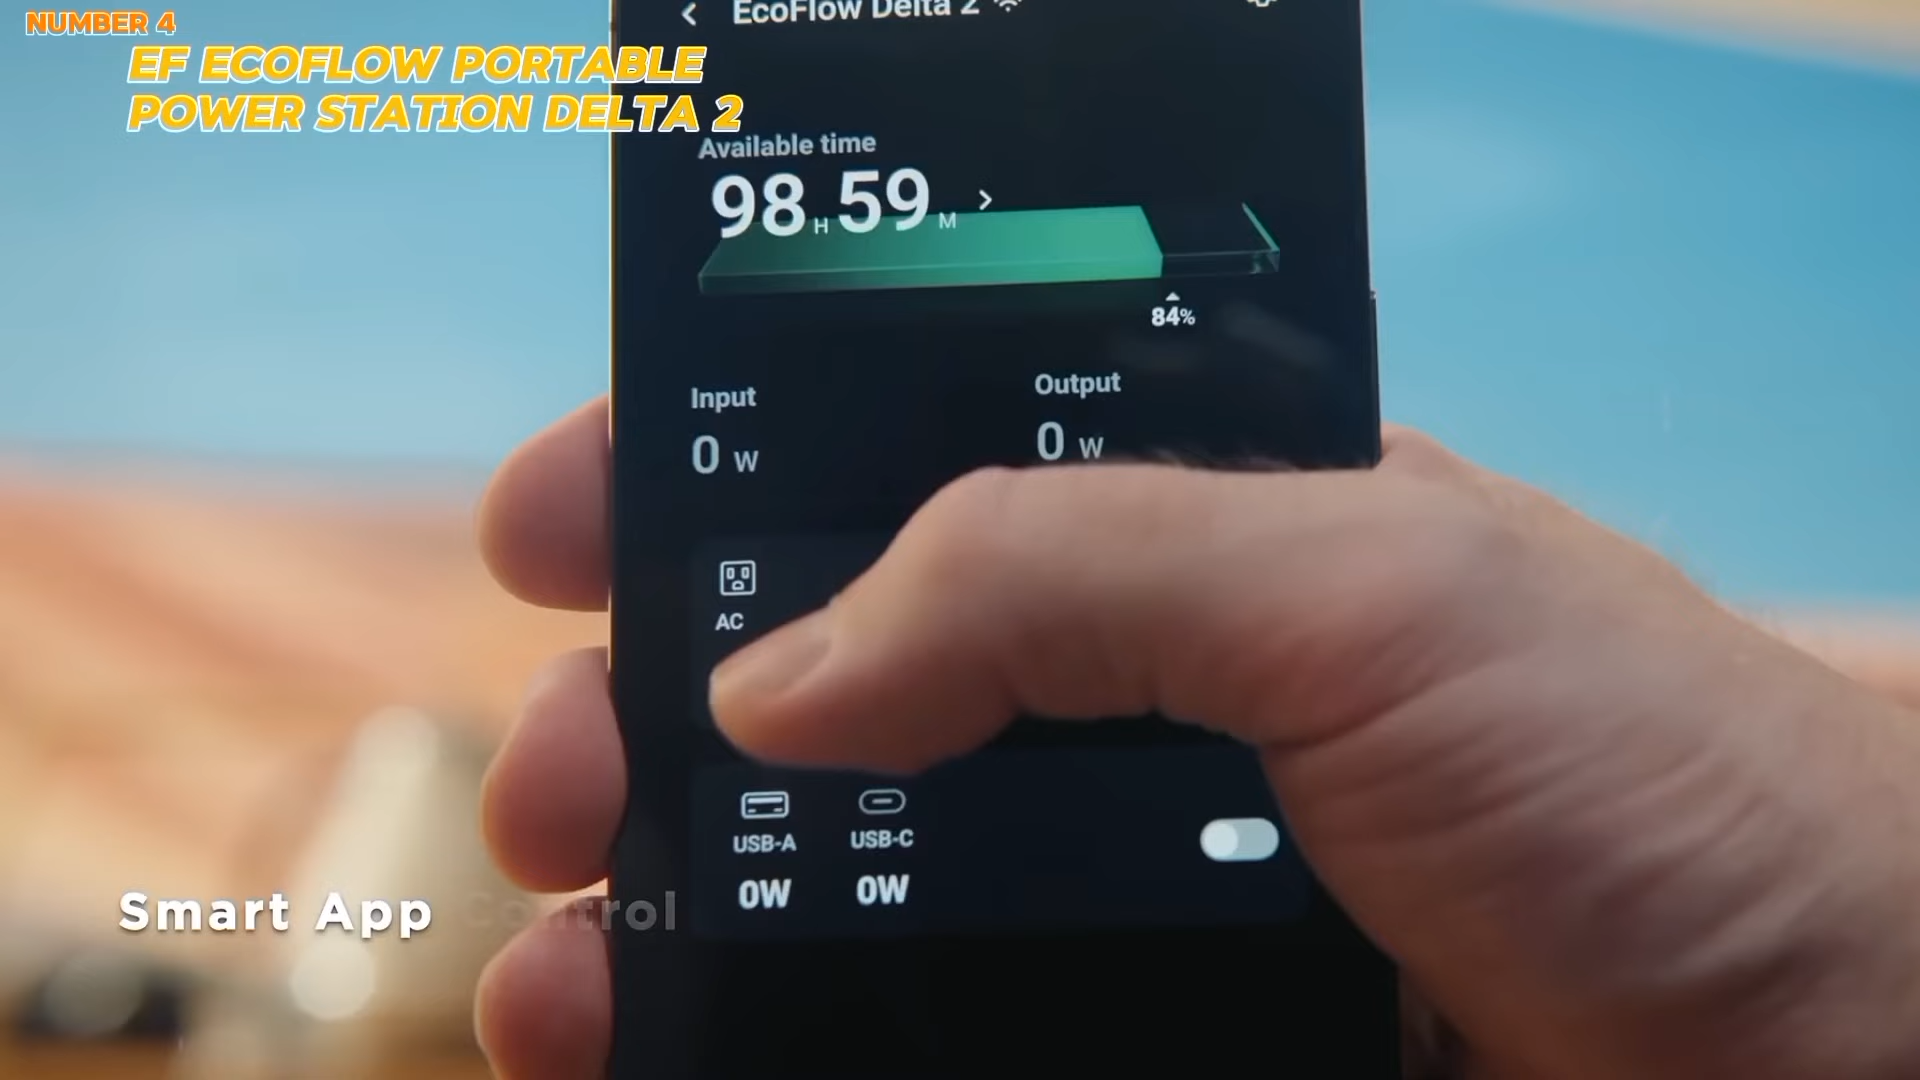 NUMBER 4
EF ECOFLOW PORTABLE
POWER STATION DELTA 2
EcoFlow Delta 2
Available time
98 H 59 M
84%
Input
Output
0 W
0 W
AC
USB-A
USB-C
0W
0W
Smart App Control